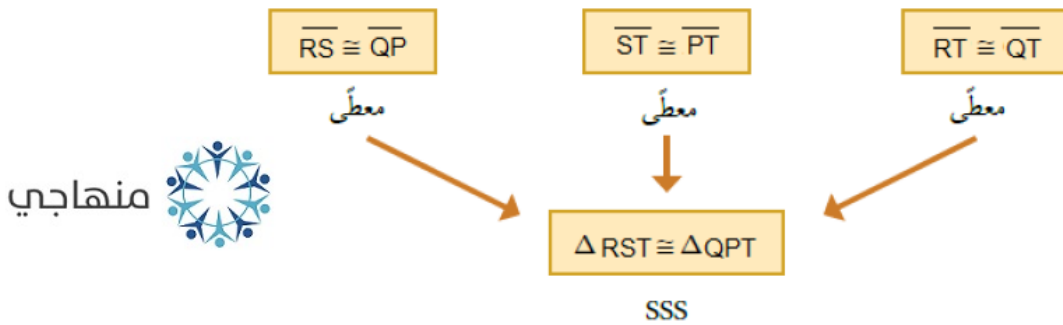 RS ≅ QP
ST ≅ PT
RT ≅ QT
معطّى
معطّى
معطّى
منهاجي
Δ RST ≅ Δ QPT
SSS